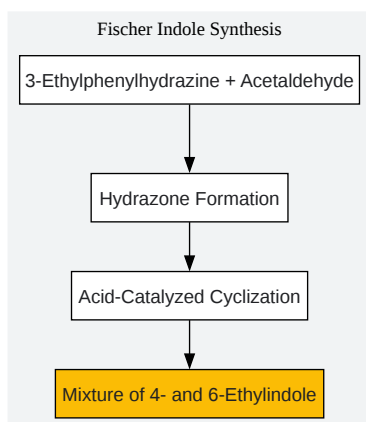 Fischer Indole Synthesis
3-Ethylphenylhydrazine + Acetaldehyde
Hydrazone Formation
Acid-Catalyzed Cyclization
Mixture of 4- and 6-Ethylindole